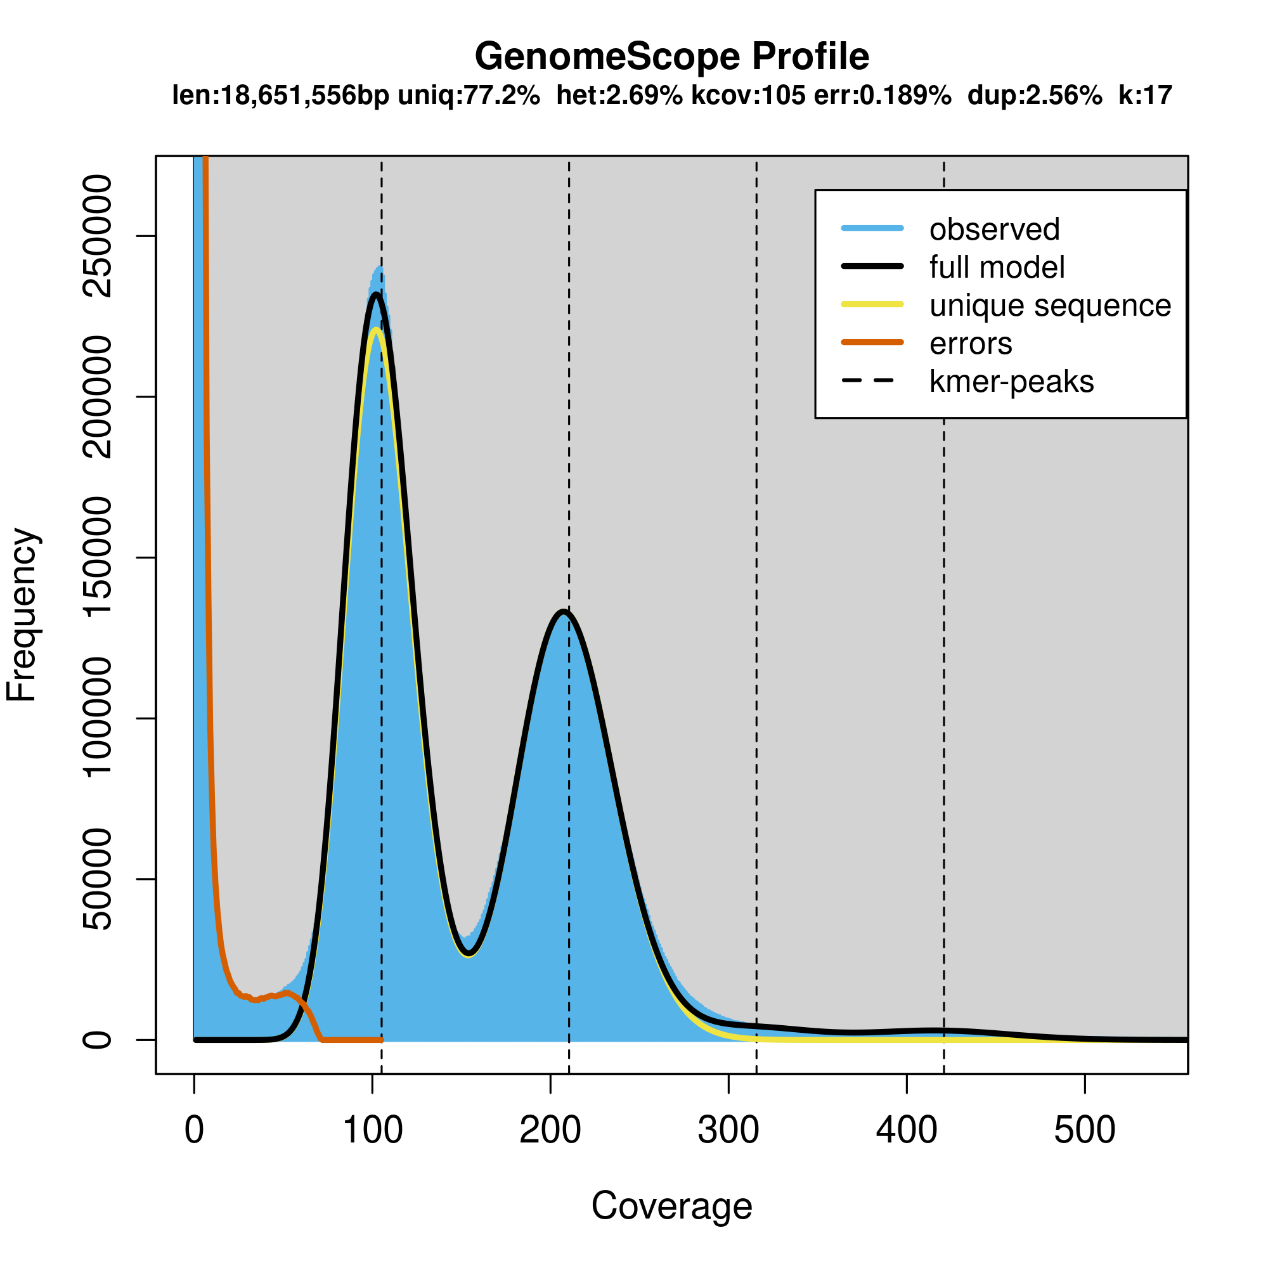 GenomeScope Profile
len:18,651,556bp uniq:77.2% het:2.69% kcov:105 err:0.189% dup:2.56% k:17
observed
full model
unique sequence
errors
kmer-peaks
Frequency
250000
200000
150000
100000
50000
0
0 100 200 300 400 500
Coverage